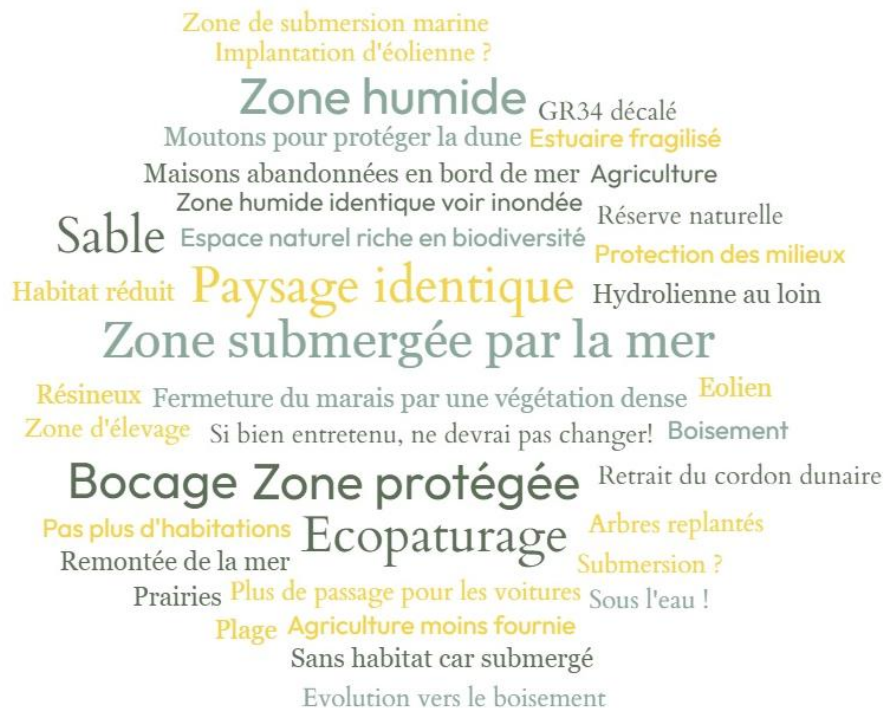 Zone de submersion marine
Implantation d'éolienne ?
Zone humide GR34 décalé
Moutons pour protéger la dune Estuaire fragilisé
Maisons abandonnées en bord de mer Agriculture
Zone humide identique voir inondée Réserve naturelle
Sable Espace naturel riche en biodiversité Protection des milieux
Habitat réduit Paysage identique Hydrolienne au loin
Zone submergée par la mer
Résineux Fermeture du marais par une végétation dense Eolien
Zone d'élevage Si bien entretenu, ne devrai pas changer! Boisement
Bocage Zone protégée Retrait du cordon dunaire
Pas plus d'habitations Ecopaturage Arbres replantés
Remontée de la mer Submersion ?
Prairies Plus de passage pour les voitures Sous l'eau !
Plage Agriculture moins fournie
Sans habitat car submergé
Evolution vers le boisement